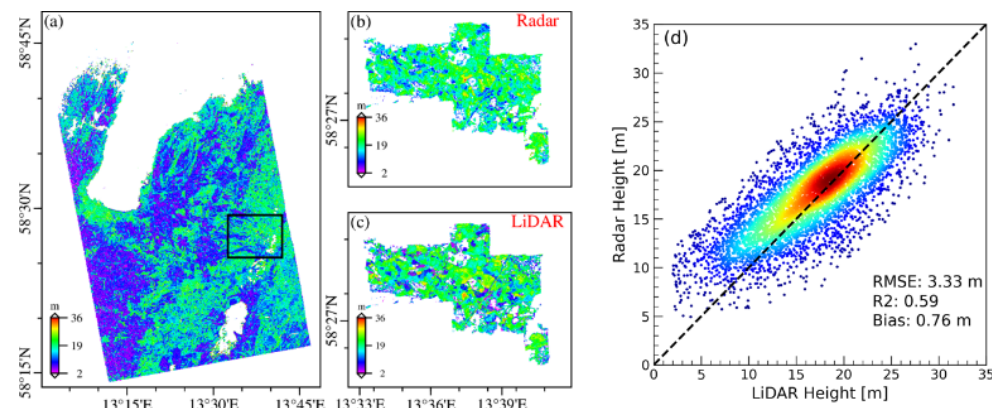 (a)
58°45'N
58°30'N
58°15'N
m
36
19
2
13°15'E
13°30'E
13°45'E
(b)
Radar
58°27'N
m
36
19
2
(c)
LiDAR
58°27'N
m
36
19
2
13°33'E
13°36'E
13°39'E
(d)
Radar Height [m]
35
30
25
20
15
10
5
0
RMSE: 3.33 m
R2: 0.59
Bias: 0.76 m
0 5 10 15 20 25 30 35
LiDAR Height [m]